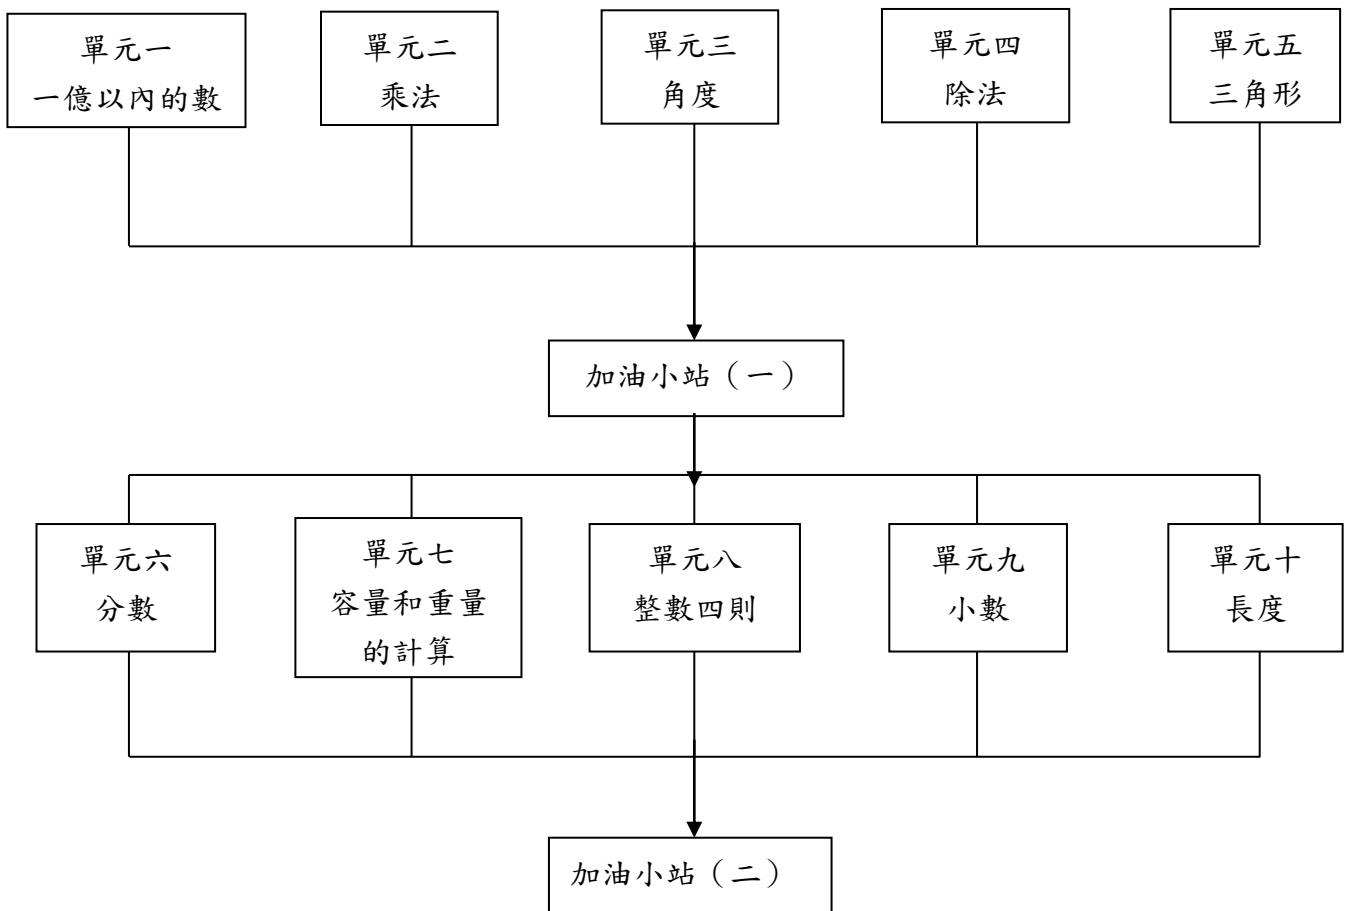 單元一
一億以內的數
單元二
乘法
單元三
角度
單元四
除法
單元五
三角形
加油小站（一）
單元六
分數
單元七
容量和重量
的計算
單元八
整數四則
單元九
小數
單元十
長度
加油小站（二）